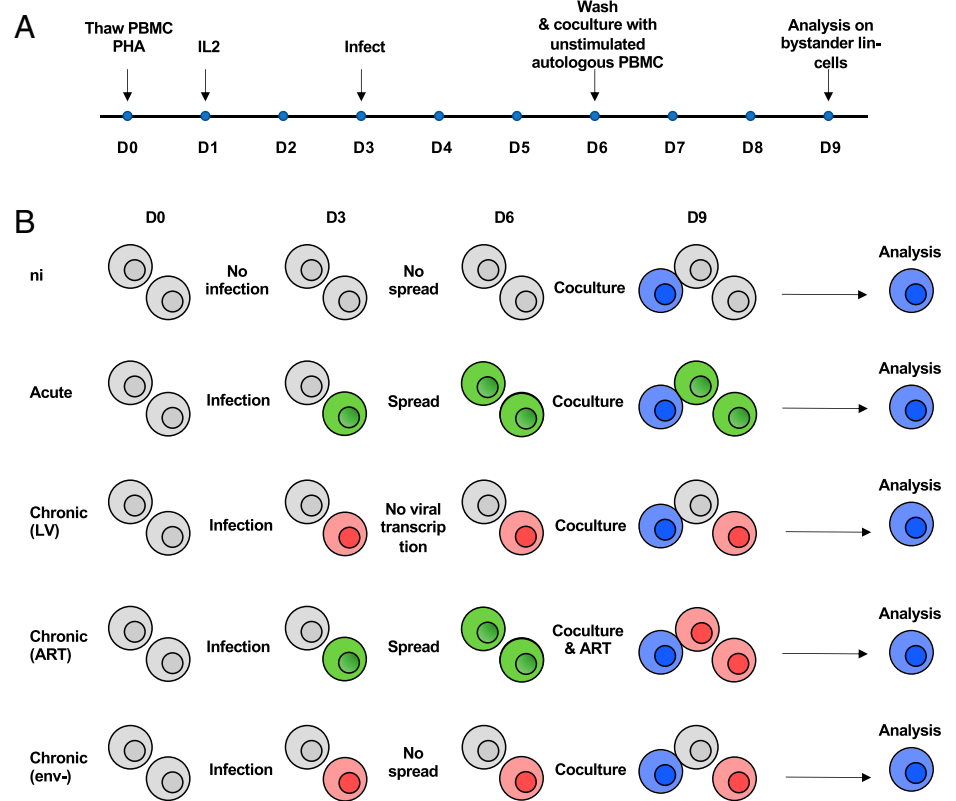 A
Thaw PBMC
PHA
IL2
Infect
Wash
& coculture with
unstimulated
autologous PBMC
Analysis on
bystander lin-
cells
D0 D1 D2 D3 D4 D5 D6 D7 D8 D9
B
D0 D3 D6 D9
ni
No
infection
No
spread
Coculture
Analysis
Acute
Infection
Spread
Coculture
Analysis
Chronic
(LV)
Infection
No viral
transcrip
tion
Coculture
Analysis
Chronic
(ART)
Infection
Spread
Coculture
& ART
Analysis
Chronic
(env-)
Infection
No
spread
Coculture
Analysis